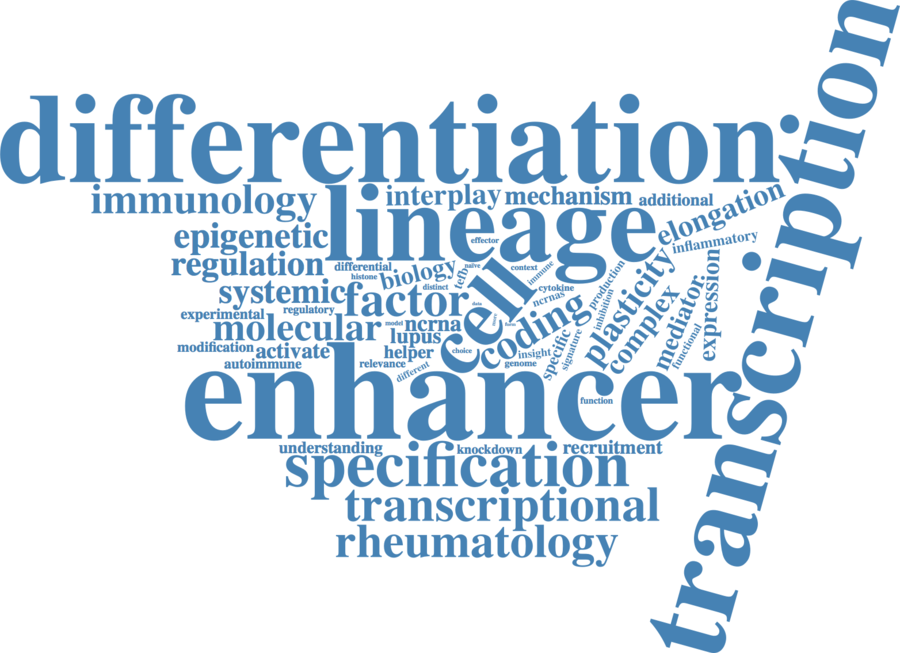 differentiation
transcription
immunology
lineage
interplay
mechanism
additional
elongation
epigenetic
effector
inflammatory
regulation
differential
histone
biology
tefb
naive
context
immune
production
plasticity
expression
systemic
factor
distinct
cell
cytokine
ncrnas
inhibition
complex
mediator
experimental
regulatory
data
coding
molecular
model
ncrna
focus
specific
signature
functional
lupus
modification
activate
helper
choice
insight
autoimmune
relevance
different
genome
enhancer
function
understanding
knockdown
recruitment
specification
transcriptional
rheumatology